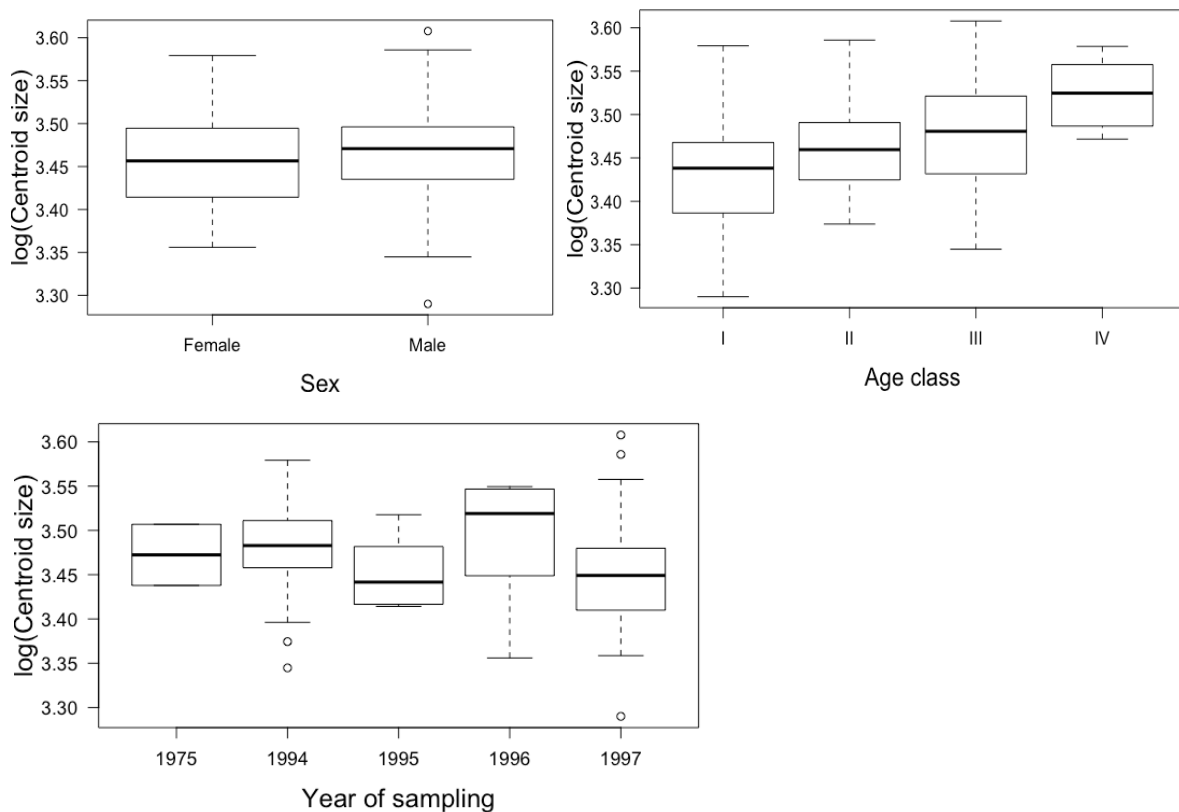 log(Centroid size)
3.60
3.55
3.50
3.45
3.40
3.35
3.30
Female Male
Sex
log(Centroid size)
3.60
3.55
3.50
3.45
3.40
3.35
3.30
I II III IV
Age class
log(Centroid size)
3.60
3.55
3.50
3.45
3.40
3.35
3.30
1975 1994 1995 1996 1997
Year of sampling